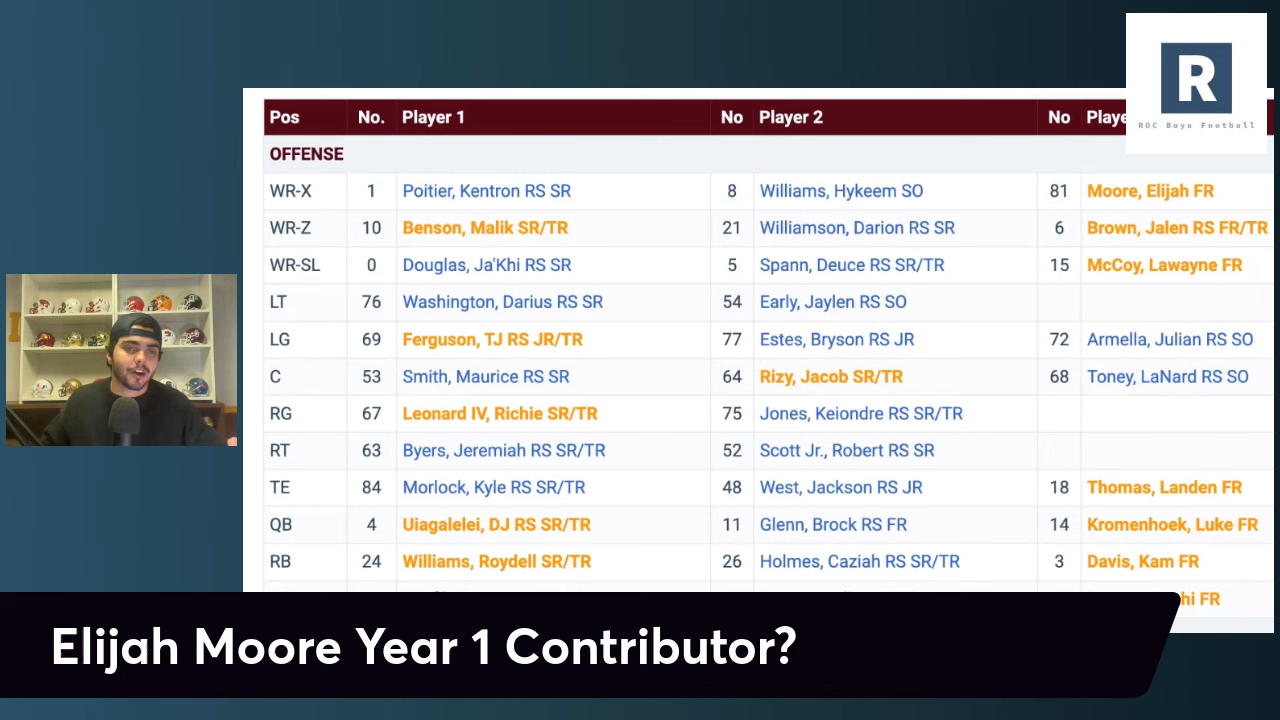 R
ROC Boys Football
Pos No. Player 1 No Player 2 No
OFFENSE
WR-X 1 Poitier, Kentron RS SR 8 Williams, Hykeem SO 81 Moore, Elijah FR
WR-Z 10 Benson, Malik SR/TR 21 Williamson, Darion RS SR 6 Brown, Jalen RS FR/TR
WR-SL 0 Douglas, Ja'Khi RS SR 5 Spann, Deuce RS SR/TR 15 McCoy, Lawayne FR
LT 76 Washington, Darius RS SR 54 Early, Jaylen RS SO
LG 69 Ferguson, TJ RS JR/TR 77 Estes, Bryson RS JR 72 Armella, Julian RS SO
C 53 Smith, Maurice RS SR 64 Rizy, Jacob SR/TR 68 Toney, LaNard RS SO
RG 67 Leonard IV, Richie SR/TR 75 Jones, Keiondre RS SR/TR
RT 63 Byers, Jeremiah RS SR/TR 52 Scott Jr., Robert RS SR
TE 84 Morlock, Kyle RS SR/TR 48 West, Jackson RS JR 18 Thomas, Landen FR
QB 4 Uiagalelei, DJ RS SR/TR 11 Glenn, Brock RS FR 14 Kromenhoek, Luke FR
RB 24 Williams, Roydell SR/TR 26 Holmes, Caziah RS SR/TR 3 Davis, Kam FR
FR
Elijah Moore Year 1 Contributor?